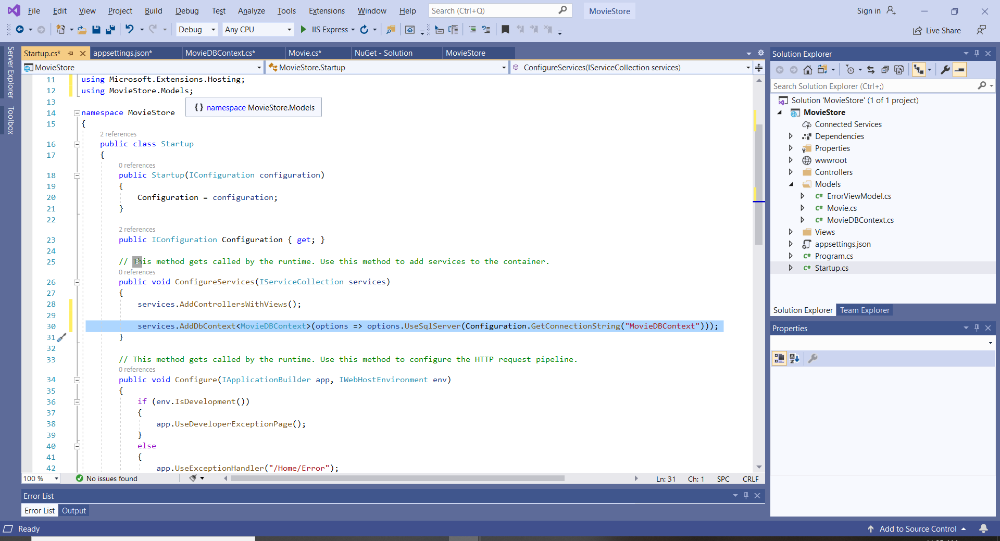 File Edit View Project Build Debug Test Analyze Tools Extensions Window Help Search (Ctrl+Q) MovieStore Sign in
Debug Any CPU IIS Express Live Share
Server Explorer
Toolbox
Startup.cs* appsettings.json* MovieDBContext.cs* Movie.cs* NuGet - Solution MovieStore
MovieStore MovieStore.Startup ConfigureServices(IServiceCollection services)
11 using Microsoft.Extensions.Hosting;
12 using MovieStore.Models;
13
{ } namespace MovieStore.Models
14 namespace MovieStore
15 {
2 references
16 public class Startup
17 {
0 references
18 public Startup(IConfiguration configuration)
19 {
20 Configuration = configuration;
21 }
22
2 references
23 public IConfiguration Configuration { get; }
24
25 // This method gets called by the runtime. Use this method to add services to the container.
0 references
26 public void ConfigureServices(IServiceCollection services)
27 {
28 services.AddControllersWithViews();
29
30 services.AddDbContext<MovieDBContext>(options => options.UseSqlServer(Configuration.GetConnectionString("MovieDBContext")));
31 }
32
33 // This method gets called by the runtime. Use this method to configure the HTTP request pipeline.
0 references
34 public void Configure(IApplicationBuilder app, IWebHostEnvironment env)
35 {
36 if (env.IsDevelopment())
37 {
38 app.UseDeveloperExceptionPage();
39 }
40 else
41 {
42 app.UseExceptionHandler("/Home/Error");
100 % No issues found Ln: 31 Ch: 1 SPC CRLF
Error List
Error List Output
Solution Explorer
Search Solution Explorer (Ctrl+;)
Solution 'MovieStore' (1 of 1 project)
MovieStore
Connected Services
Dependencies
Properties
wwwroot
Controllers
Models
C# ErrorViewModel.cs
C# Movie.cs
C# MovieDBContext.cs
Views
appsettings.json
C# Program.cs
C# Startup.cs
Solution Explorer Team Explorer
Properties
Ready Add to Source Control